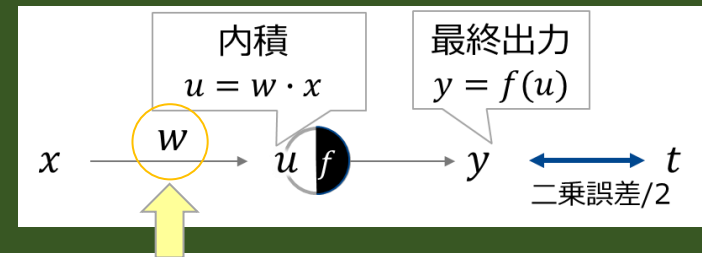 内積
u = w · x
最終出力
y = f(u)
x
w
u
f
y
t
二乗誤差/2